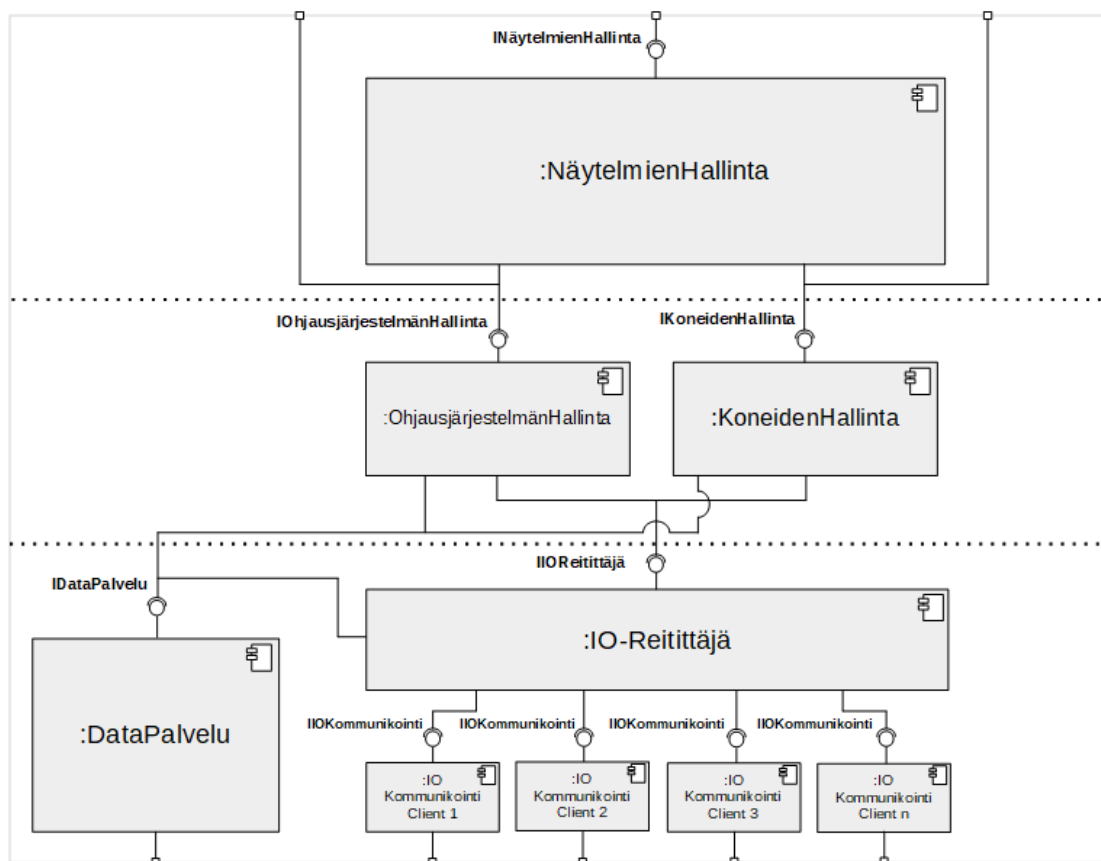 INäytelmienHallinta
:NäytelmienHallinta
IOhjausjärjestelmänHallinta
IKoneidenHallinta
:OhjausjärjestelmänHallinta
:KoneidenHallinta
IIOReitittäjä
IDataPalvelu
:IO-Reitittäjä
:DataPalvelu
IIOKommunikointi
IIOKommunikointi
IIOKommunikointi
IIOKommunikointi
:IO
Kommunikointi
Client 1
:IO
Kommunikointi
Client 2
:IO
Kommunikointi
Client 3
:IO
Kommunikointi
Client n